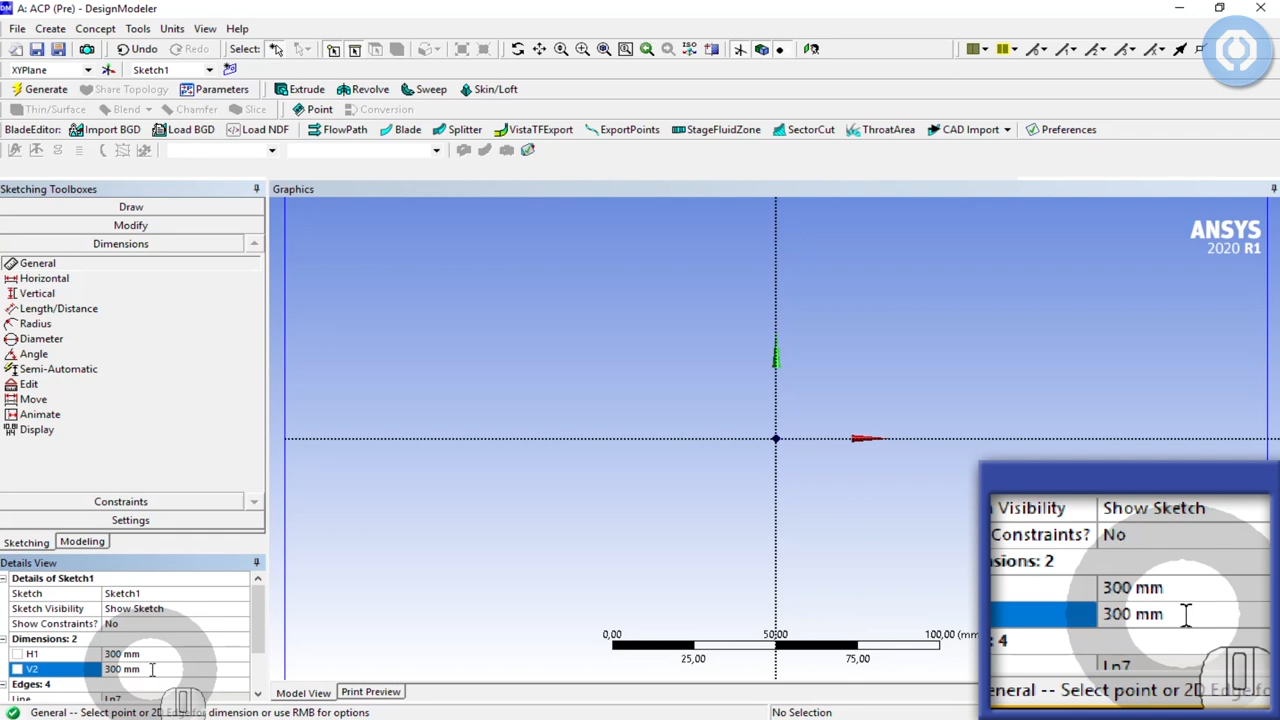 A: ACP (Pre) - DesignModeler
File Create Concept Tools Units View Help
Undo Redo Select:
XYPlane Sketch1
Generate Share Topology Parameters Extrude Revolve Sweep Skin/Loft
Thin/Surface Blend Chamfer Slice Point Conversion
BladeEditor: Import BGD Load BGD Load NDF FlowPath Blade Splitter VistaTFExport ExportPoints StageFluidZone SectorCut ThroatArea CAD Import Preferences
Sketching Toolboxes
Draw
Modify
Dimensions
General
Horizontal
Vertical
Length/Distance
Radius
Diameter
Angle
Semi-Automatic
Edit
Move
Animate
Display
Constraints
Settings
Sketching Modeling
Details View
Details of Sketch1
Sketch Sketch1
Sketch Visibility Show Sketch
Show Constraints? No
Dimensions: 2
H1 300 mm
V2 300 mm
Edges: 4
Line Ln7
Graphics
ANSYS
2020 R1
0,00 50,00 100,00 (mm
25,00 75,00
Model View Print Preview
General -- Select point or 2D Edge for dimension or use RMB for options
No Selection
Visibility Show Sketch
Constraints? No
sions: 2
300 mm
300 mm
4
Ln7
eneral -- Select point or 2D Edge fo